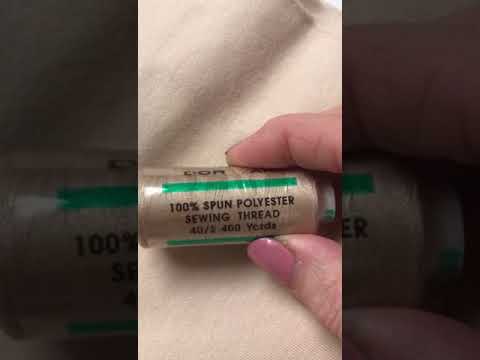 100% SPUN POLYESTER
SEWING THREAD
40/2 400 Yards